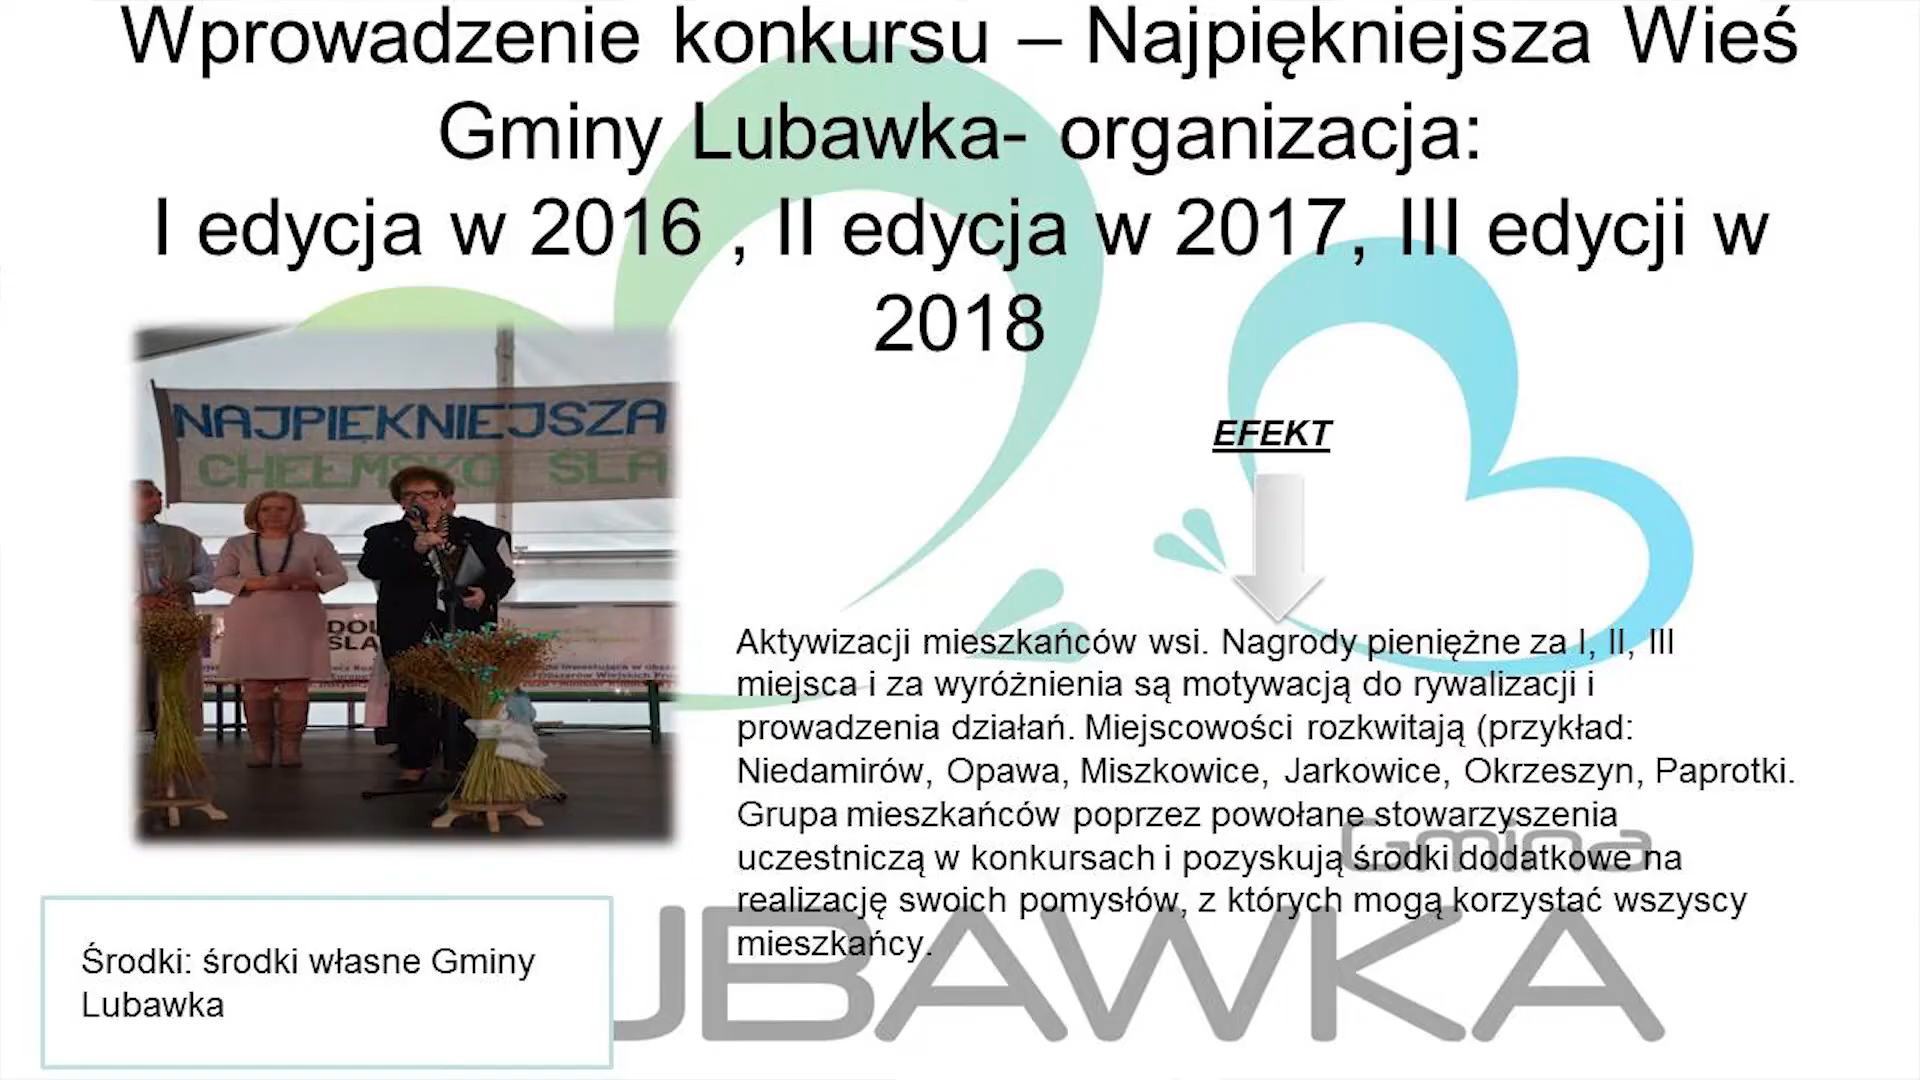 Wprowadzenie konkursu – Najpiękniejsza Wieś
Gminy Lubawka- organizacja:
I edycja w 2016 , II edycja w 2017, III edycji w
2018
NAJPIĘKNIEJSZA
CHEŁMSKO ŚLĄ
DOL
ŚLĄ
EFEKT
Aktywizacji mieszkańców wsi. Nagrody pieniężne za I, II, III
miejsca i za wyróżnienia są motywacją do rywalizacji i
prowadzenia działań. Miejscowości rozkwitają (przykład:
Niedamirów, Opawa, Miszkowice, Jarkowice, Okrzeszyn, Paprotki.
Grupa mieszkańców poprzez powołane stowarzyszenia
uczestniczą w konkursach i pozyskują środki dodatkowe na
realizację swoich pomysłów, z których mogą korzystać wszyscy
mieszkańcy.
Środki: środki własne Gminy
Lubawka
Gmina
UBAWKA